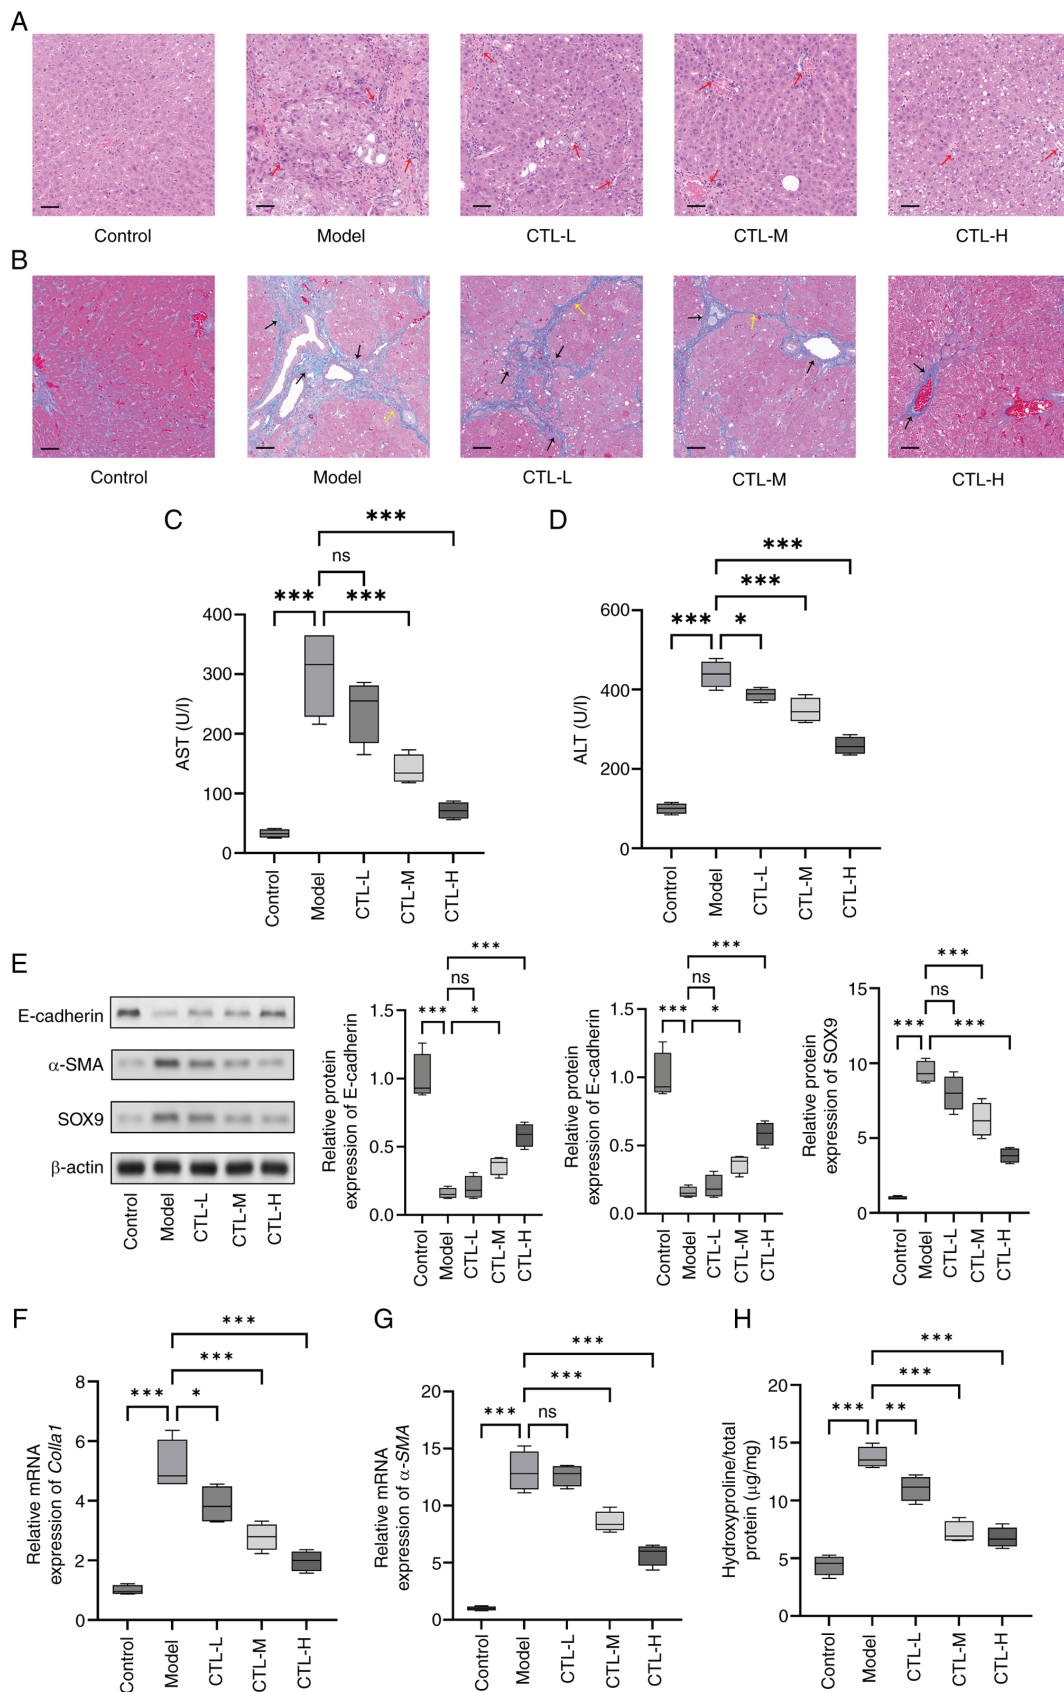 A
Control
Model
CTL-L
CTL-M
CTL-H
B
Control
Model
CTL-L
CTL-M
CTL-H
C
***
ns
***
***
AST (U/l)
400
300
200
100
0
Control
Model
CTL-L
CTL-M
CTL-H
D
***
***
***
*
ALT (U/l)
600
400
200
0
Control
Model
CTL-L
CTL-M
CTL-H
E
E-cadherin
α-SMA
SOX9
β-actin
Control
Model
CTL-L
CTL-M
CTL-H
***
ns
***
*
Relative protein
expression of E-cadherin
1.5
1.0
0.5
0.0
Control
Model
CTL-L
CTL-M
CTL-H
***
ns
***
*
Relative protein
expression of E-cadherin
1.5
1.0
0.5
0.0
Control
Model
CTL-L
CTL-M
CTL-H
***
ns
***
***
Relative protein
expression of SOX9
15
10
5
0
Control
Model
CTL-L
CTL-M
CTL-H
F
***
***
***
*
Relative mRNA
expression of Colla1
8
6
4
2
0
Control
Model
CTL-L
CTL-M
CTL-H
G
***
***
***
ns
Relative mRNA
expression of α-SMA
20
15
10
5
0
Control
Model
CTL-L
CTL-M
CTL-H
H
***
***
***
**
Hydroxyproline/total
protein (μg/mg)
20
15
10
5
0
Control
Model
CTL-L
CTL-M
CTL-H